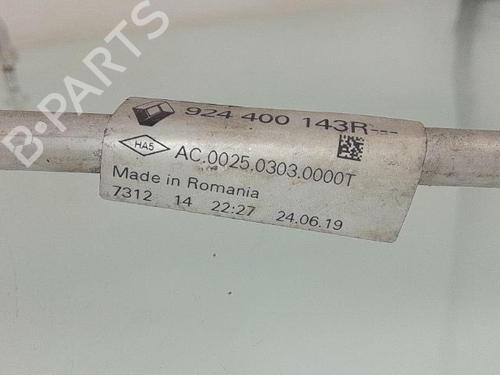 924 400 143R---
HA5 AC.0025.0303.0000T
Made in Romania
7312 14 22:27 24.06.19
B-PARTS